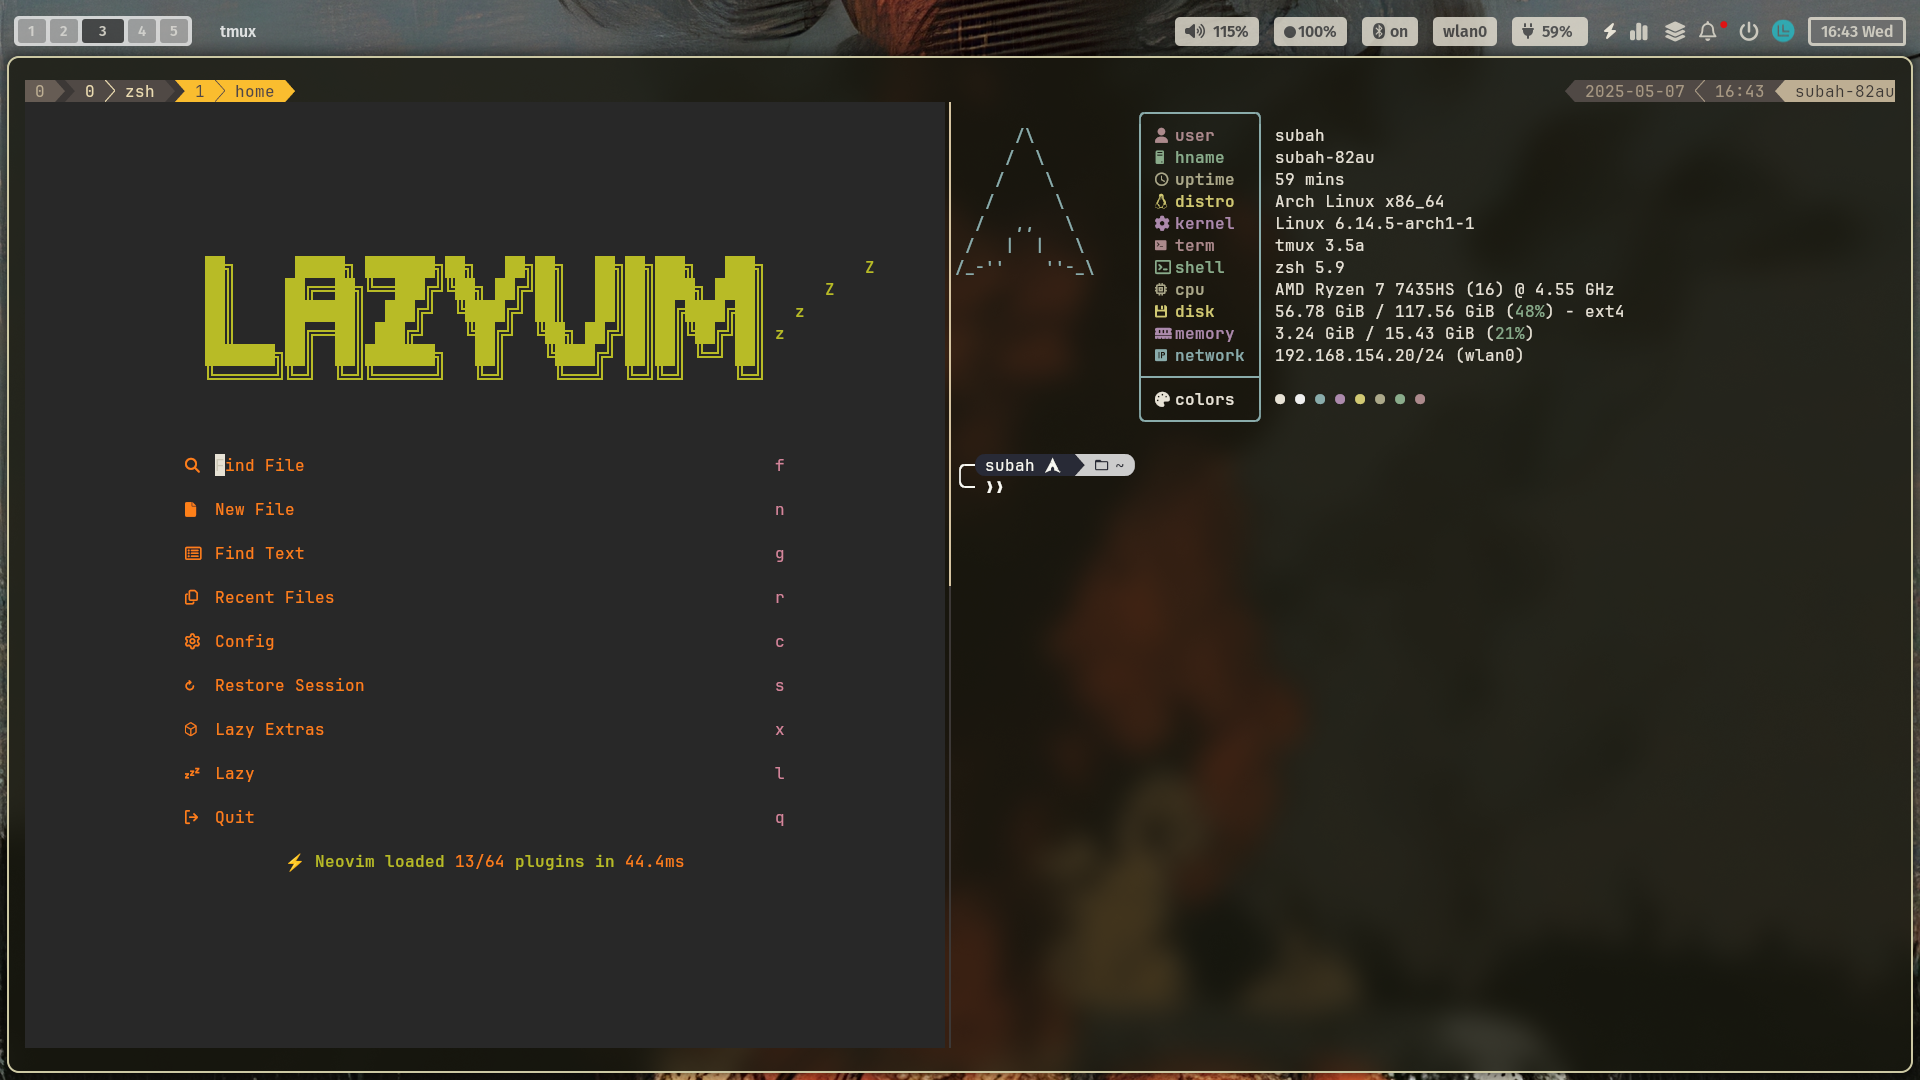 1 2 3 4 5 tmux 115% 100% on wlan0 59% 16:43 Wed
0 0 zsh 1 home 2025-05-07 16:43 subah-82au
LAZYVIM Z Z z z
Find File f
New File n
Find Text g
Recent Files r
Config c
Restore Session s
Lazy Extras x
Lazy l
Quit q
Neovim loaded 13/64 plugins in 44.4ms
user subah
hname subah-82au
uptime 59 mins
distro Arch Linux x86_64
kernel Linux 6.14.5-arch1-1
term tmux 3.5a
shell zsh 5.9
cpu AMD Ryzen 7 7435HS (16) @ 4.55 GHz
disk 56.78 GiB / 117.56 GiB (48%) - ext4
memory 3.24 GiB / 15.43 GiB (21%)
network 192.168.154.20/24 (wlan0)
colors
subah ~